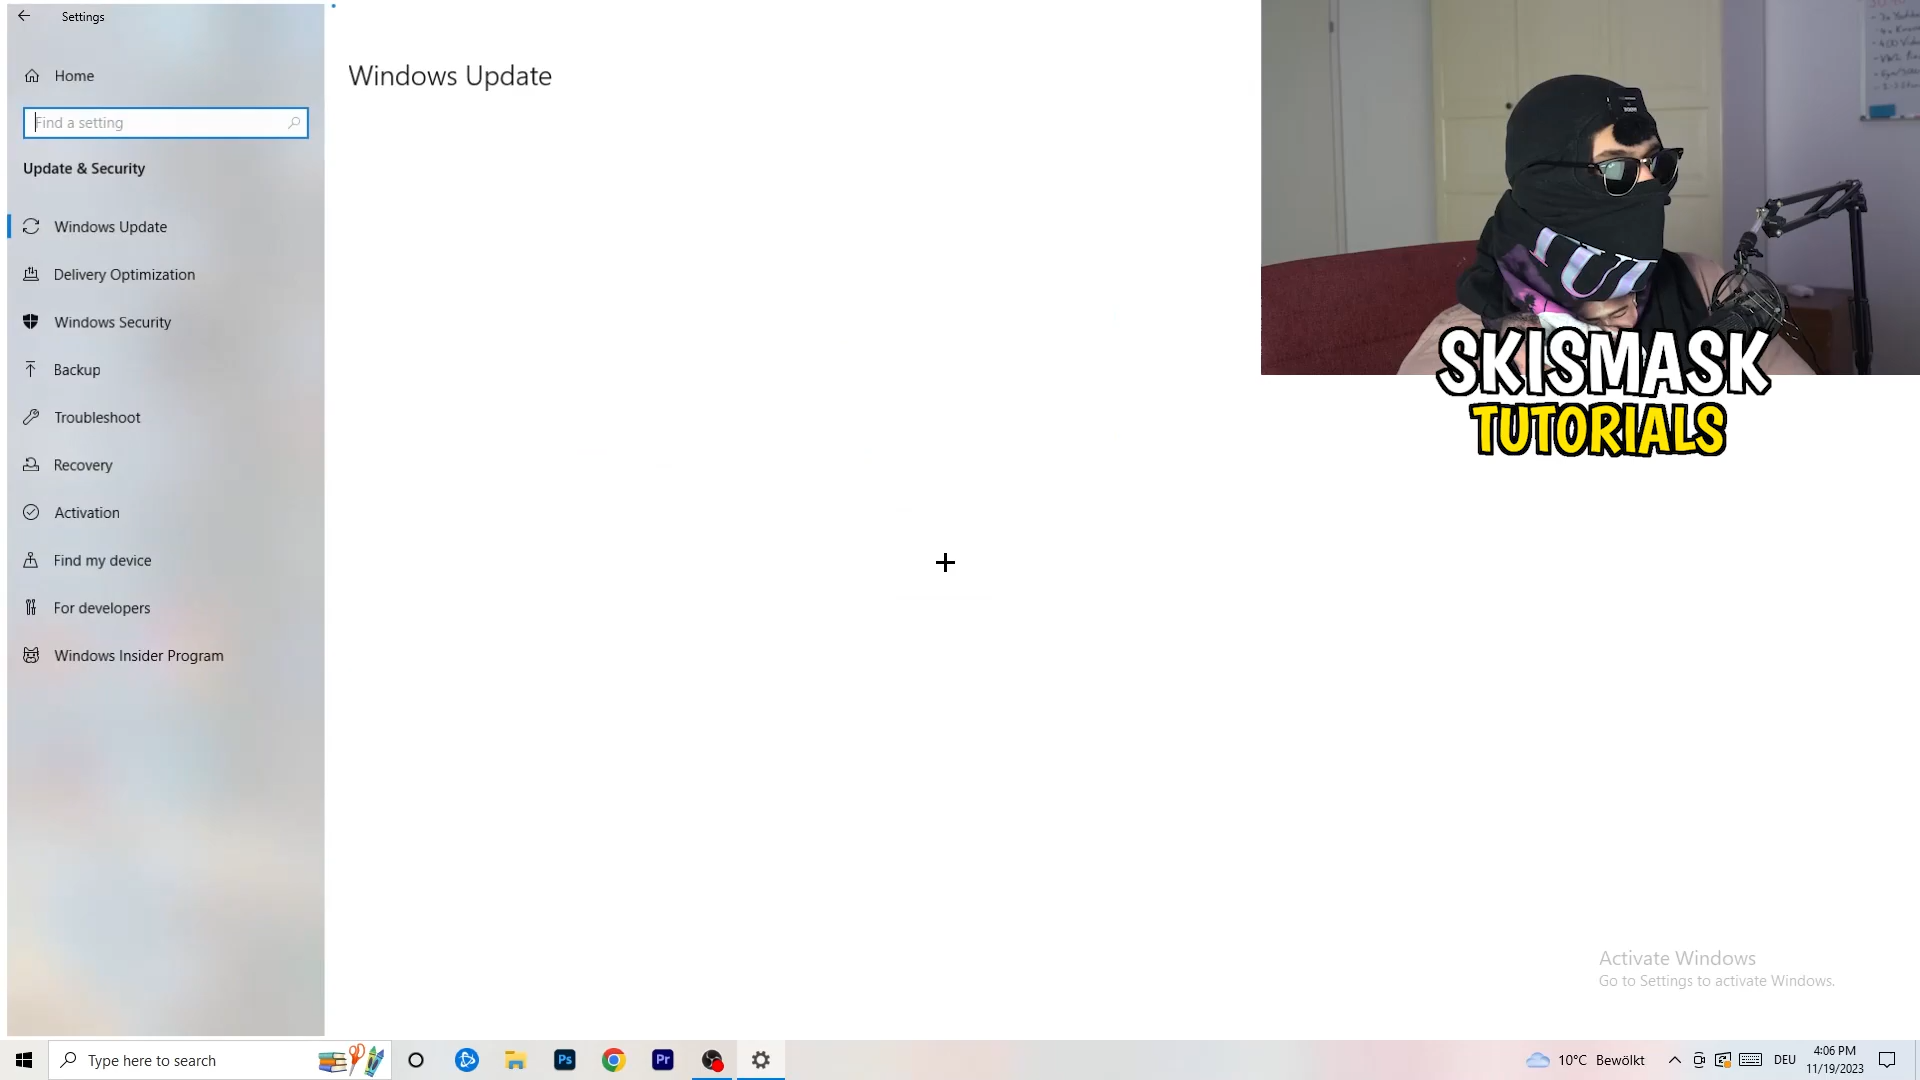 Settings
Home
Find a setting
Update & Security
Windows Update
Delivery Optimization
Windows Security
Backup
Troubleshoot
Recovery
Activation
Find my device
For developers
Windows Insider Program
Windows Update
SKISMASK
TUTORIALS
Activate Windows
Go to Settings to activate Windows.
Type here to search
Ps
Pr
10°C Bewölkt
DEU
4:06 PM
11/19/2023